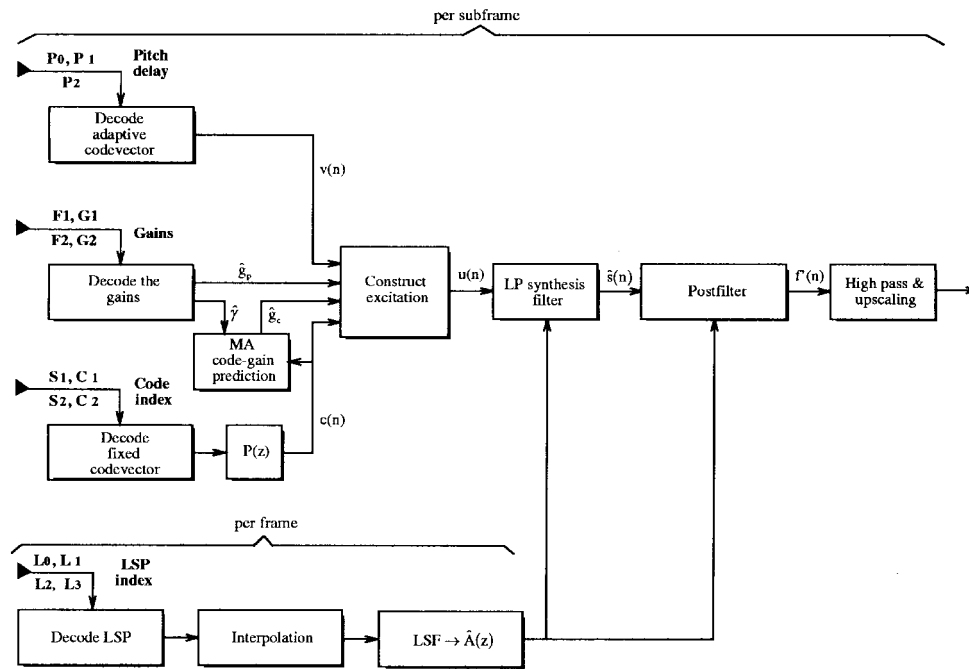 per subframe
P0, P 1
P2
Pitch
delay
Decode
adaptive
codevector
v(n)
F1, G1
F2, G2
Gains
Decode the
gains
ĝp
γ̂
ĝc
MA
code-gain
prediction
Construct
excitation
u(n)
LP synthesis
filter
ŝ(n)
Postfilter
f'(n)
High pass &
upscaling
S1, C 1
S2, C 2
Code
index
Decode
fixed
codevector
P(z)
c(n)
per frame
L0, L 1
L2, L3
LSP
index
Decode LSP
Interpolation
LSF → Â(z)